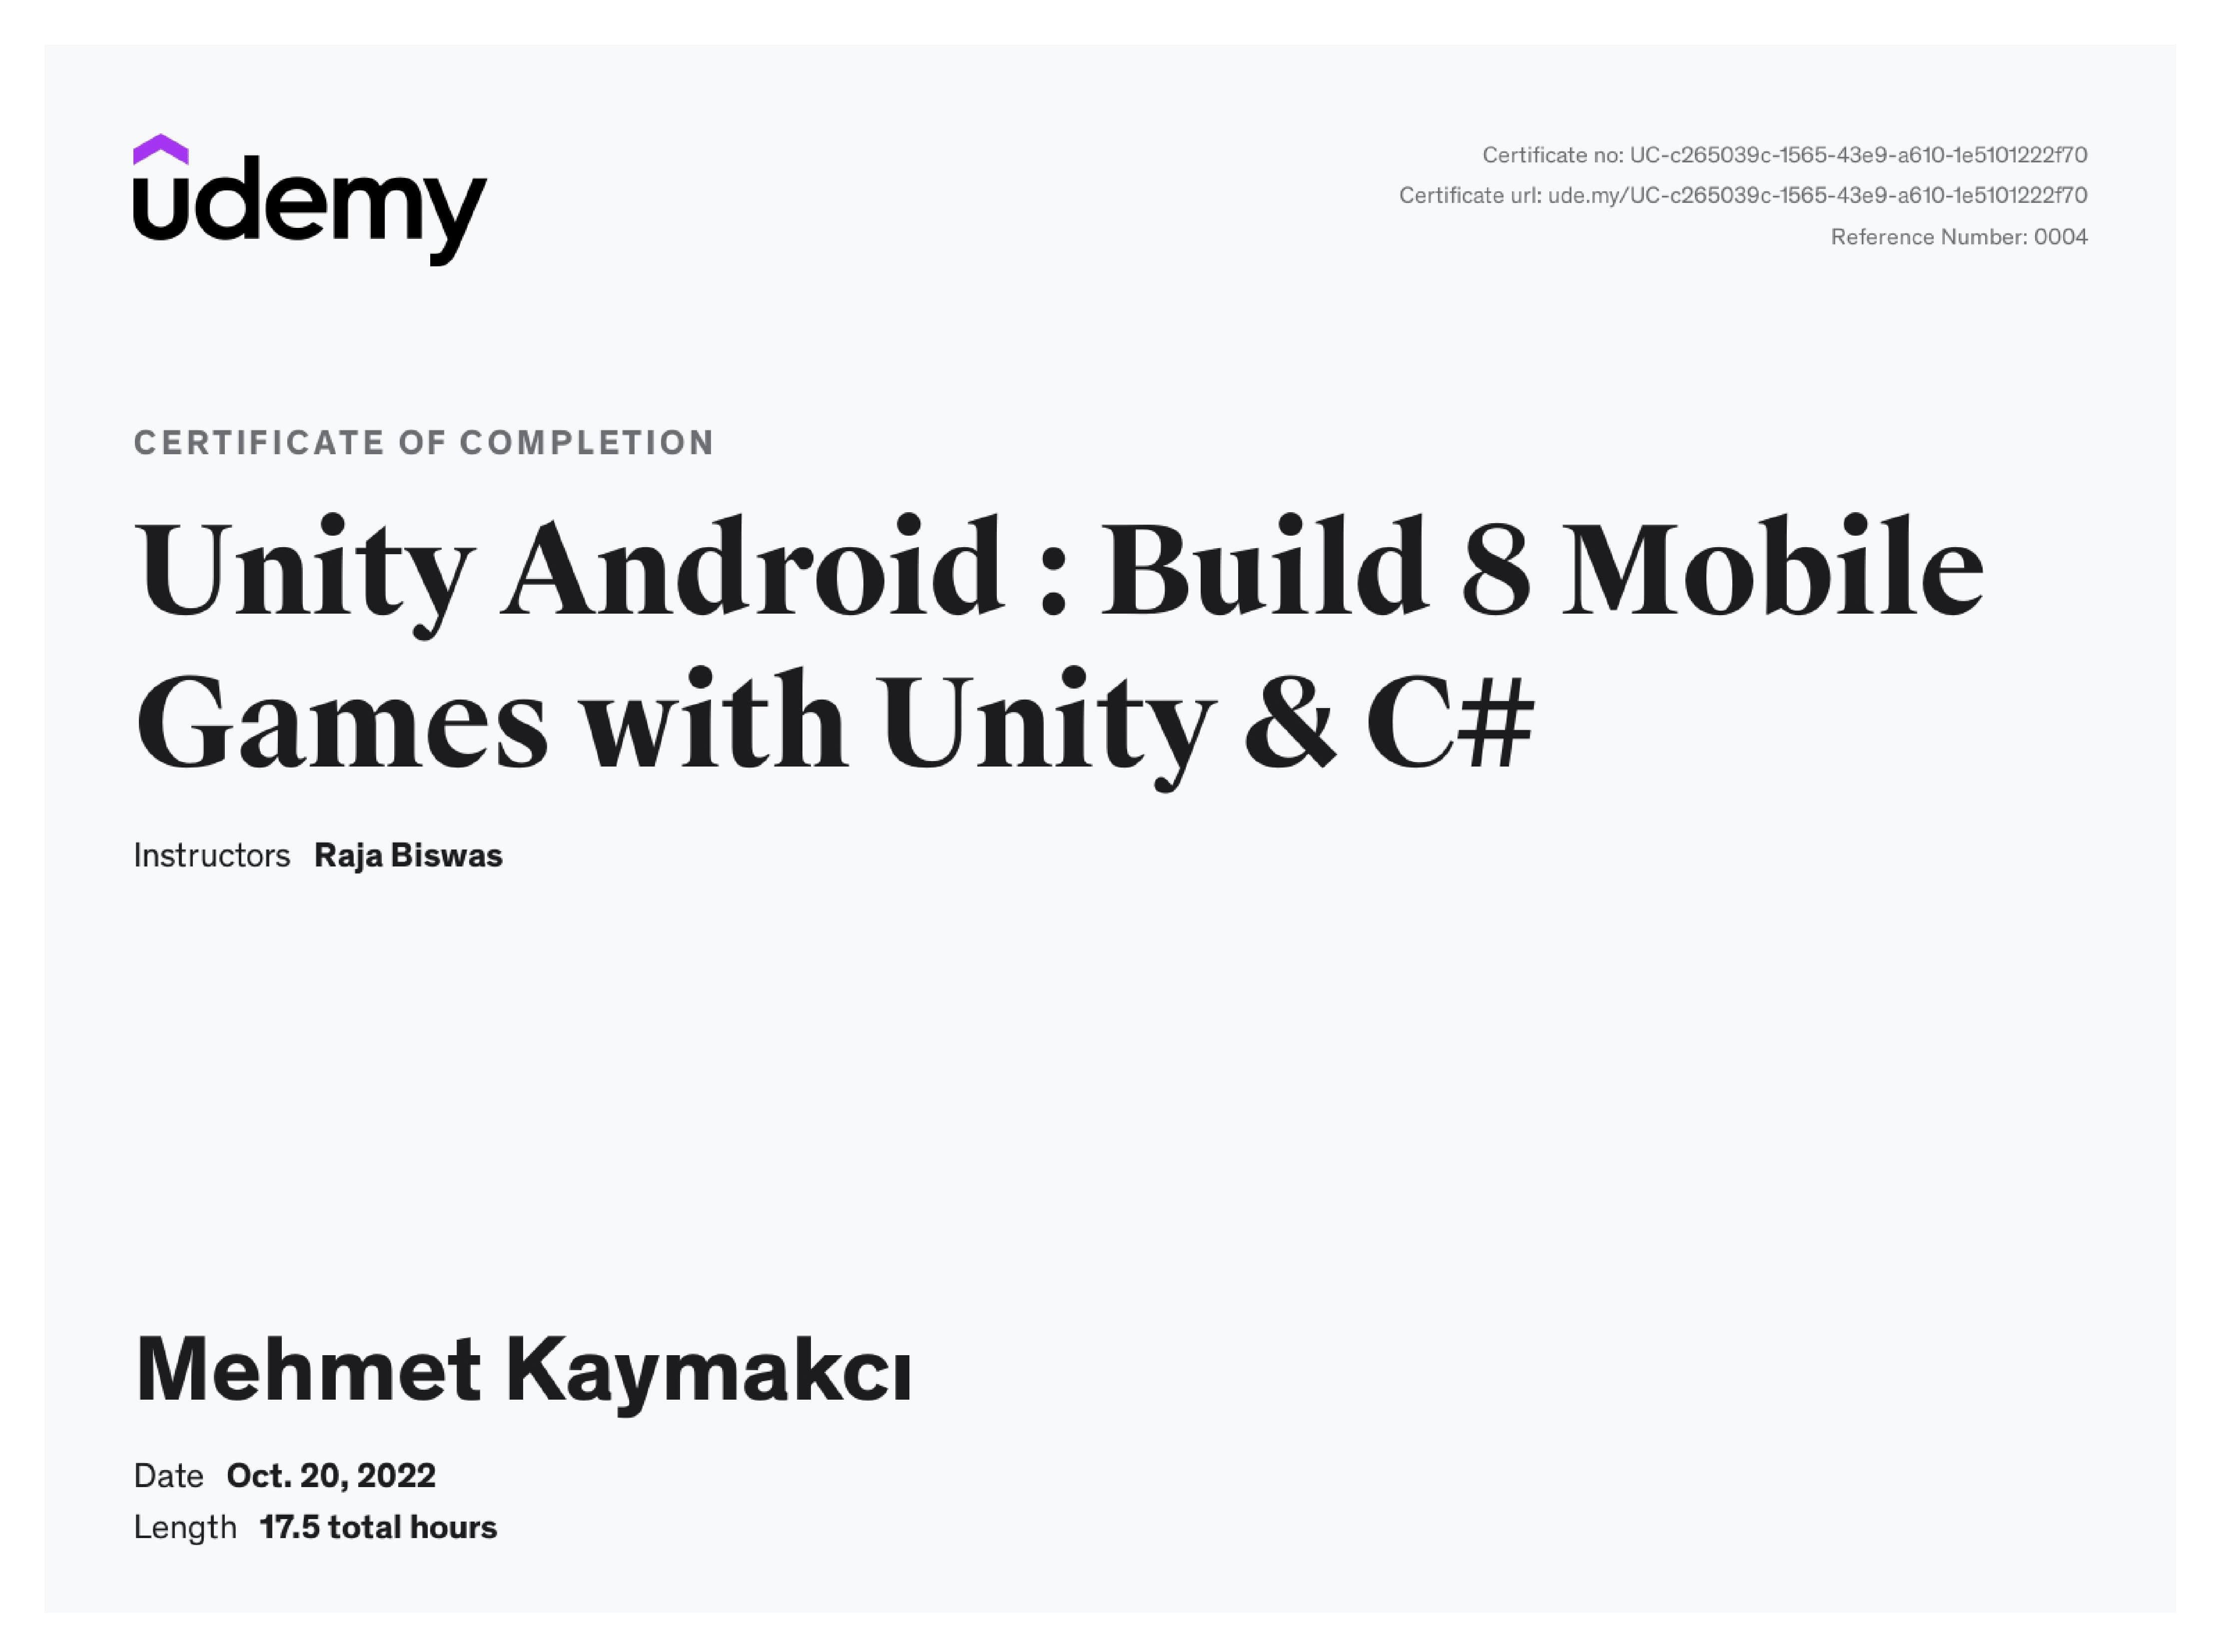 udemy
Certificate no: UC-c265039c-1565-43e9-a610-1e5101222f70
Certificate url: ude.my/UC-c265039c-1565-43e9-a610-1e5101222f70
Reference Number: 0004
CERTIFICATE OF COMPLETION
Unity Android : Build 8 Mobile
Games with Unity & C#
Instructors Raja Biswas
Mehmet Kaymakcı
Date Oct. 20, 2022
Length 17.5 total hours